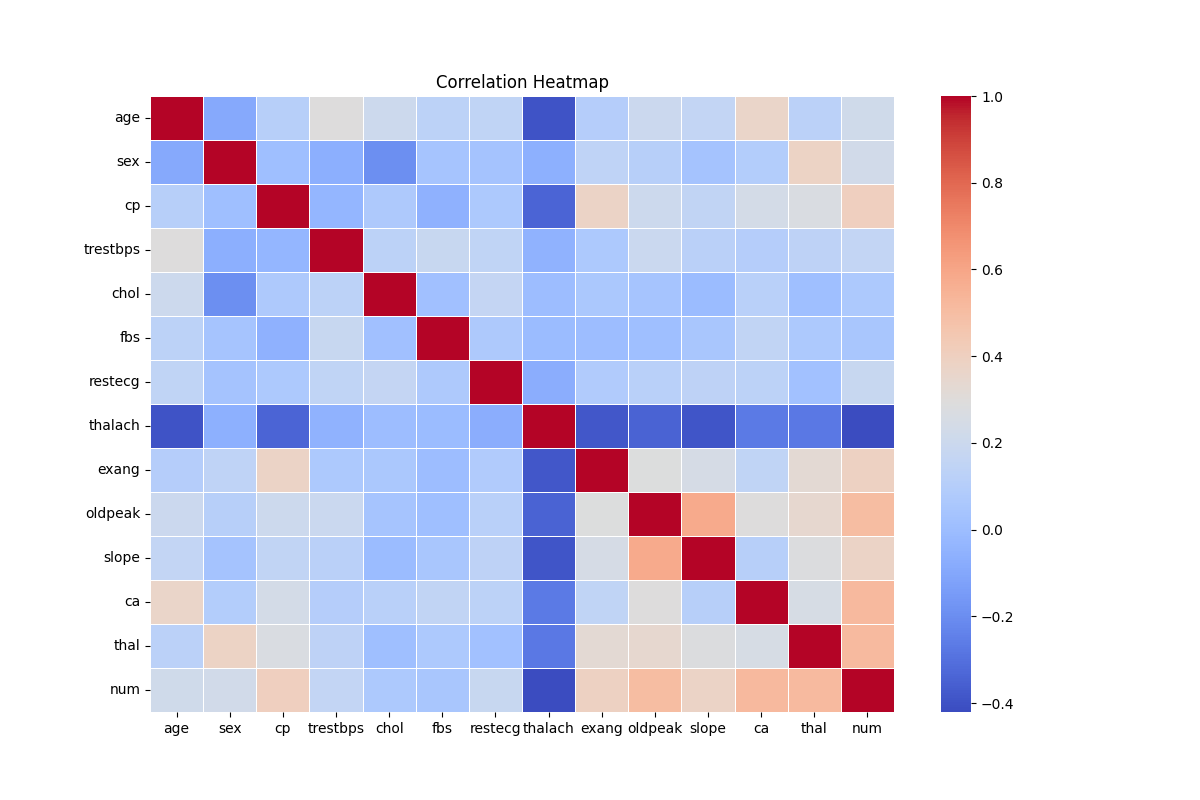 Correlation Heatmap
age
sex
cp
trestbps
chol
fbs
restecg
thalach
exang
oldpeak
slope
ca
thal
num
age sex cp trestbps chol fbs restecg thalach exang oldpeak slope ca thal num
1.0
0.8
0.6
0.4
0.2
0.0
−0.2
−0.4